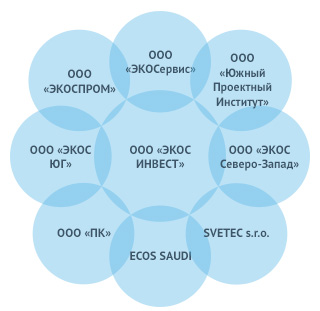 ООО
«ЭКОСПРОМ»
ООО
«ЭКОСервис»
ООО
«Южный
Проектный
Институт»
ООО «ЭКОС
ЮГ»
ООО «ЭКОС
ИНВЕСТ»
ООО «ЭКОС
Северо-Запад»
ООО «ПК»
ECOS SAUDI
SVETEC s.r.o.